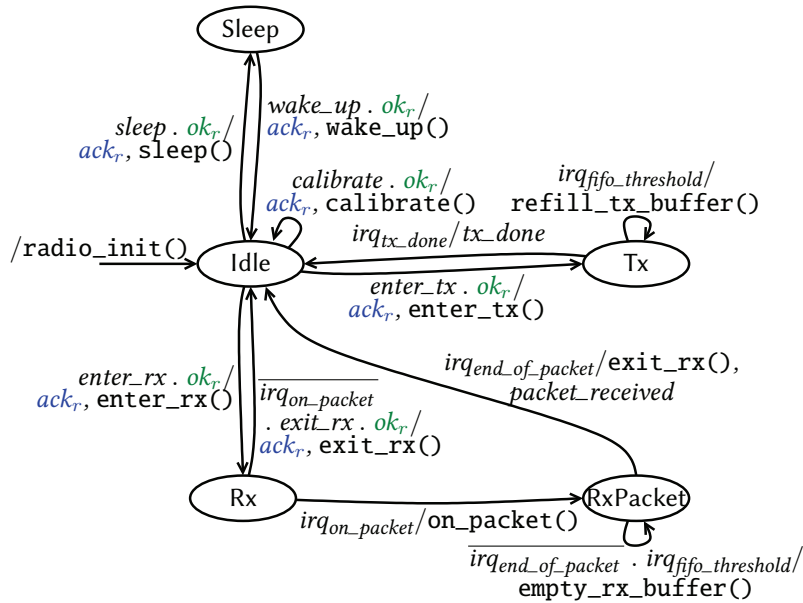 Sleep
sleep . ok_r /
ack_r, sleep()
wake_up . ok_r /
ack_r, wake_up()
calibrate . ok_r /
ack_r, calibrate()
irq_fifo_threshold /
refill_tx_buffer()
/radio_init()
Idle
irq_tx_done / tx_done
Tx
enter_tx . ok_r /
ack_r, enter_tx()
enter_rx . ok_r /
ack_r, enter_rx()
irq_on_packet
. exit_rx . ok_r /
ack_r, exit_rx()
irq_end_of_packet / exit_rx(),
packet_received
Rx
RxPacket
irq_on_packet / on_packet()
irq_end_of_packet . irq_fifo_threshold /
empty_rx_buffer()